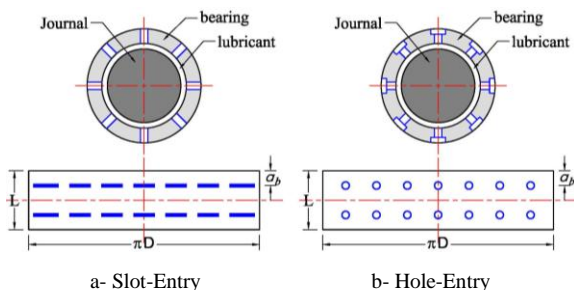 Journal
bearing
lubricant
L
a_b
πD
a- Slot-Entry
Journal
bearing
lubricant
L
a_b
πD
b- Hole-Entry